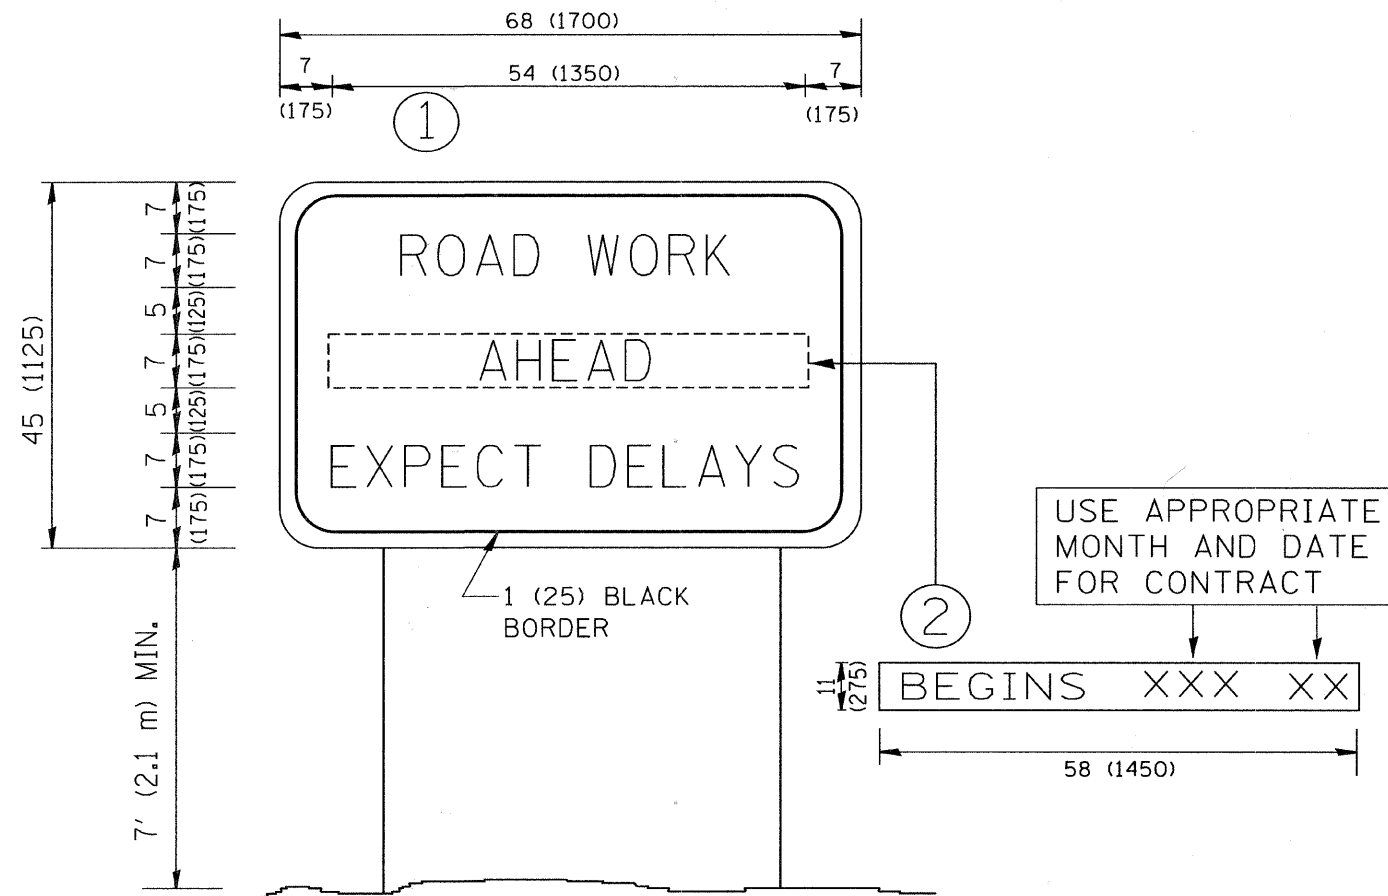 68 (1700)
7
54 (1350)
7
(175)
(175)
1
45 (1125)
7
(175)
7
(175)
5
(125)
7
(175)
5
(125)
7
(175)
7
(175)
ROAD WORK
AHEAD
EXPECT DELAYS
1 (25) BLACK
BORDER
7' (2.1 m) MIN.
2
USE APPROPRIATE
MONTH AND DATE
FOR CONTRACT
11
(275)
BEGINS XXX XX
58 (1450)